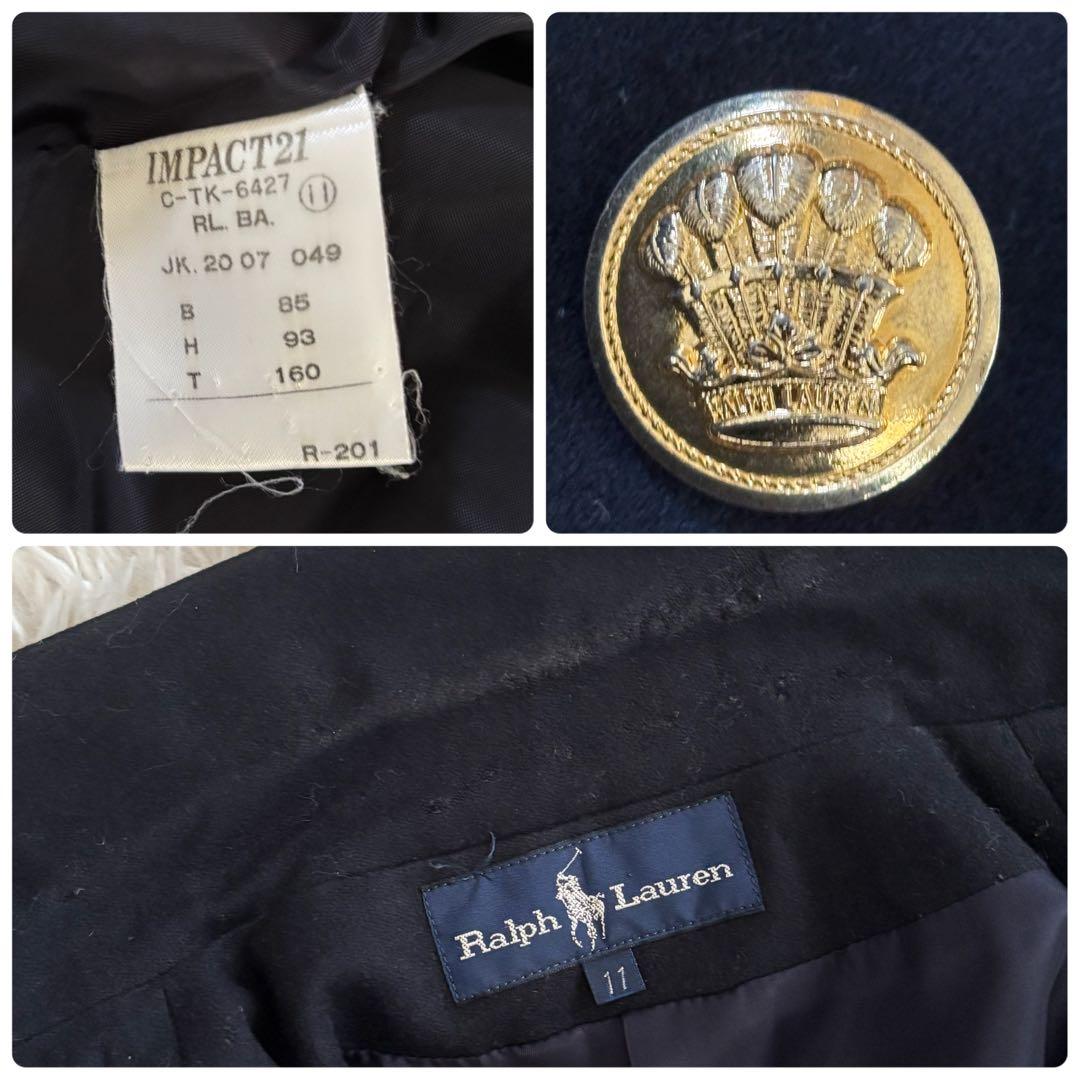 IMPACT21
C-TK-6427 11
RL. BA.
JK. 20 07 049
B 85
H 93
T 160
R-201
RALPH LAUREN
Ralph Lauren
11